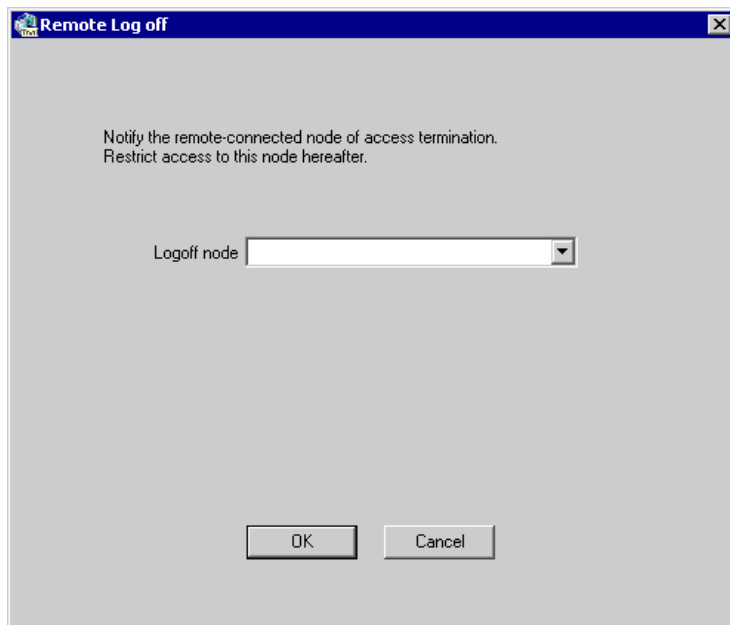 Remote Log off
Notify the remote-connected node of access termination.
Restrict access to this node hereafter.
Logoff node
OK
Cancel